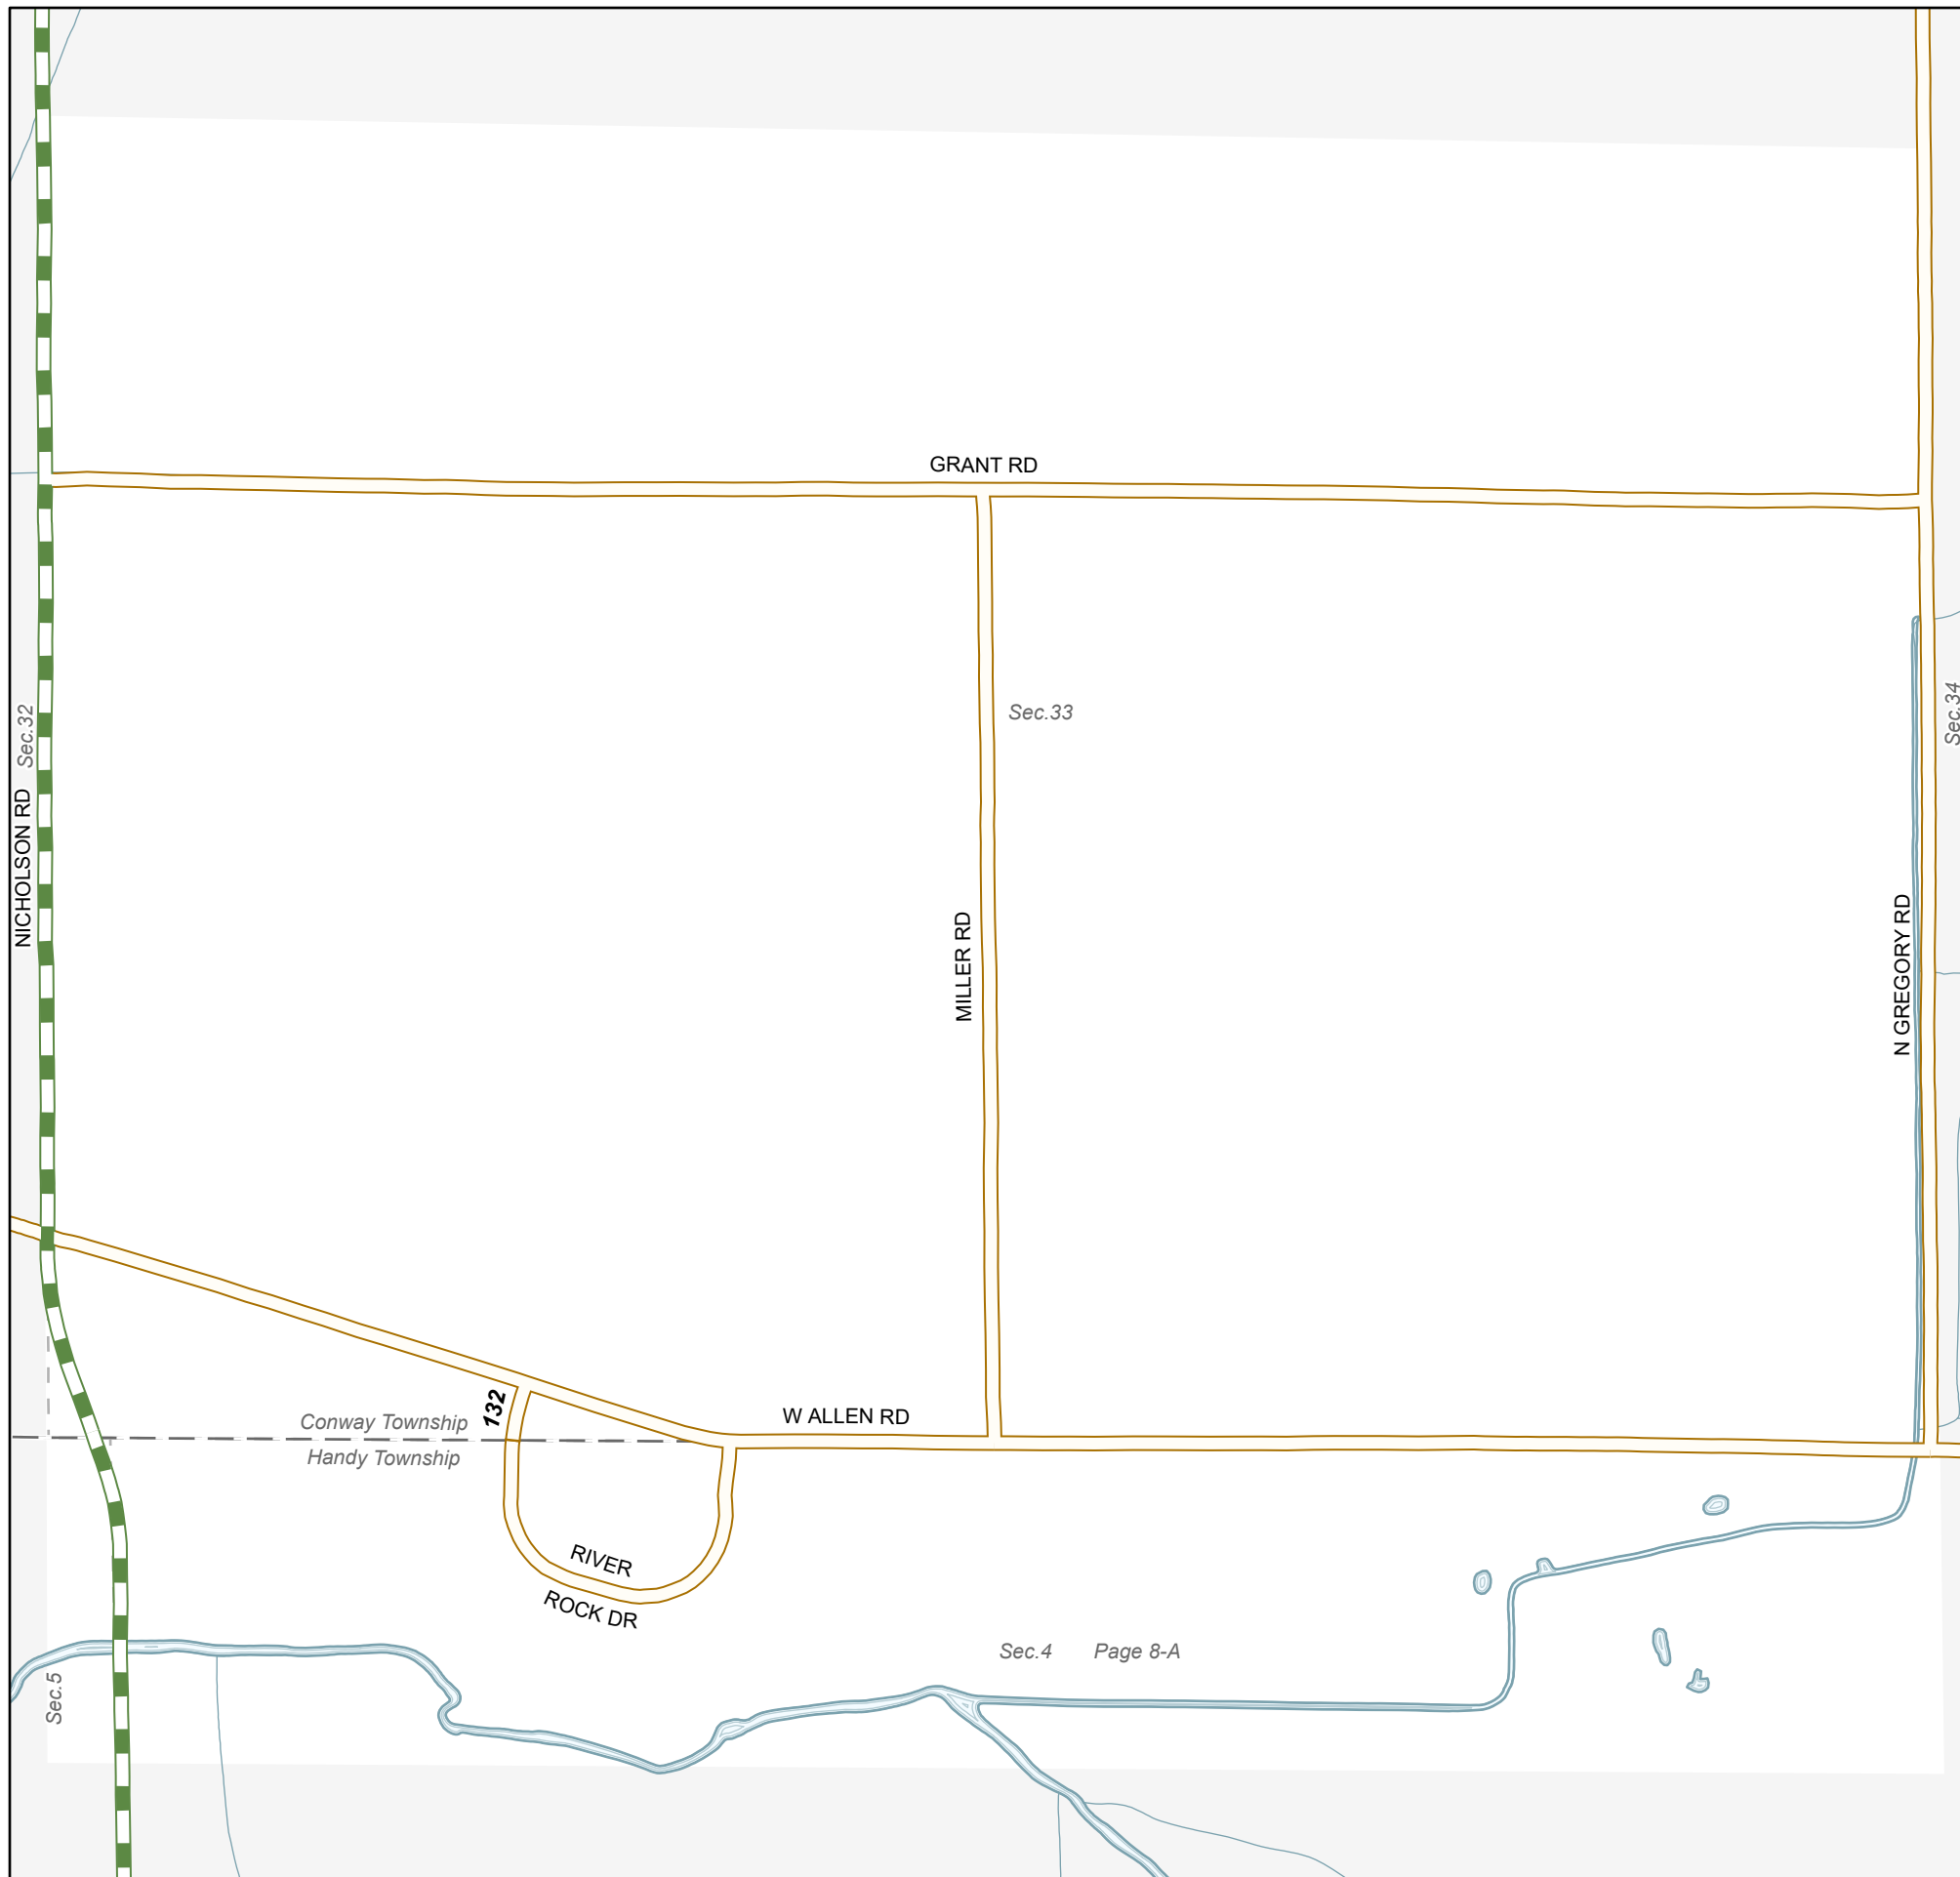 GRANT RD
Sec.32
Sec.33
Sec.34
NICHOLSON RD
MILLER RD
N GREGORY RD
132
W ALLEN RD
Conway Township
Handy Township
RIVER
ROCK DR
Sec.4 Page 8-A
Sec.5